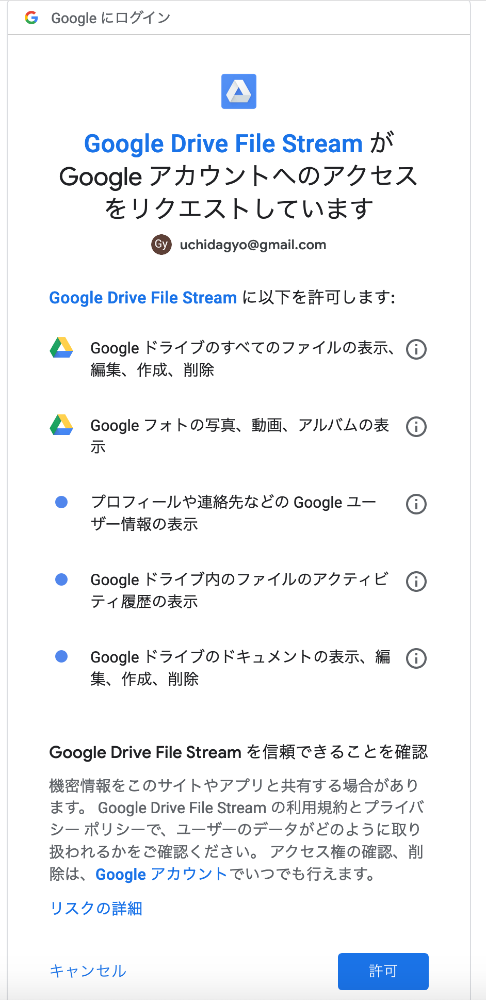 Google にログイン
Google Drive File Stream が
Google アカウントへのアクセス
をリクエストしています
Gy uchidagyo@gmail.com
Google Drive File Stream に以下を許可します:
Google ドライブのすべてのファイルの表示、
編集、作成、削除
Google フォトの写真、動画、アルバムの表
示
プロフィールや連絡先などの Google ユー
ザー情報の表示
Google ドライブ内のファイルのアクティビ
ティ履歴の表示
Google ドライブのドキュメントの表示、編
集、作成、削除
Google Drive File Stream を信頼できることを確認
機密情報をこのサイトやアプリと共有する場合があり
ます。 Google Drive File Stream の利用規約とプライバ
シー ポリシーで、ユーザーのデータがどのように取り
扱われるかをご確認ください。 アクセス権の確認、削
除は、Google アカウントでいつでも行えます。
リスクの詳細
キャンセル
許可